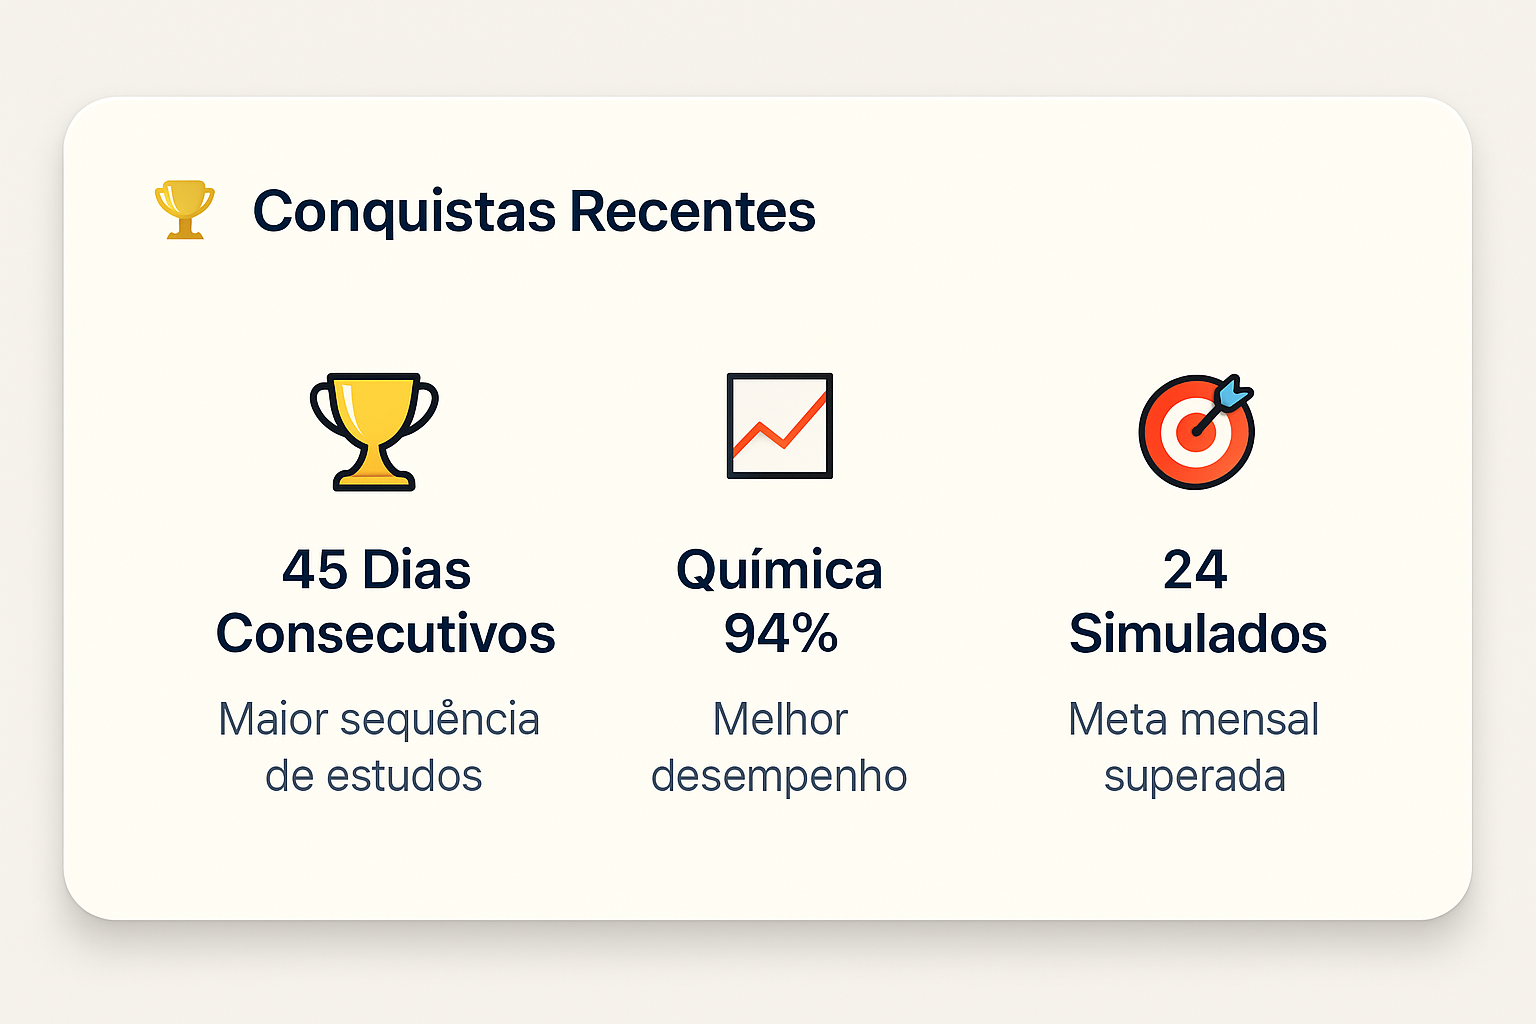 Conquistas Recentes
45 Dias
Consecutivos
Maior sequência
de estudos
Química
94%
Melhor
desempenho
24
Simulados
Meta mensal
superada